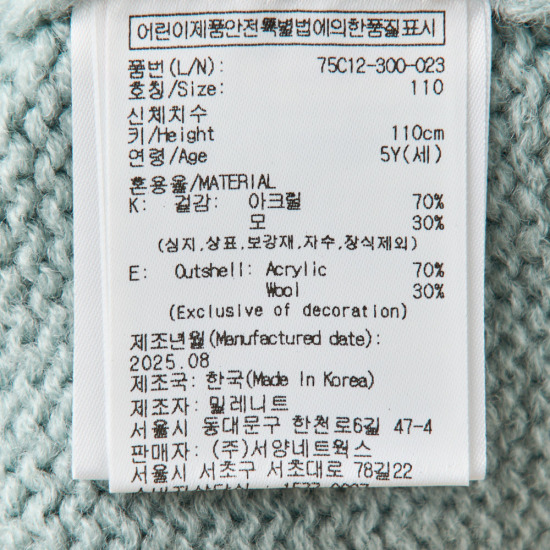 어린이제품안전특별법에의한품질표시
품번(L/N): 75C12-300-023
호칭/Size: 110
신체치수
키/Height 110cm
연령/Age 5Y(세)
혼용율/MATERIAL
K: 겉감: 아크릴 70%
모 30%
(심지,상표,보강재,자수,장식제외)
E: Outshell: Acrylic 70%
Wool 30%
(Exclusive of decoration)
제조년월(Manufactured date):
2025.08
제조국: 한국(Made In Korea)
제조자: 밀레니트
서울시 동대문구 한천로6길 47-4
판매자: (주)서양네트웍스
서울시 서초구 서초대로 78길22